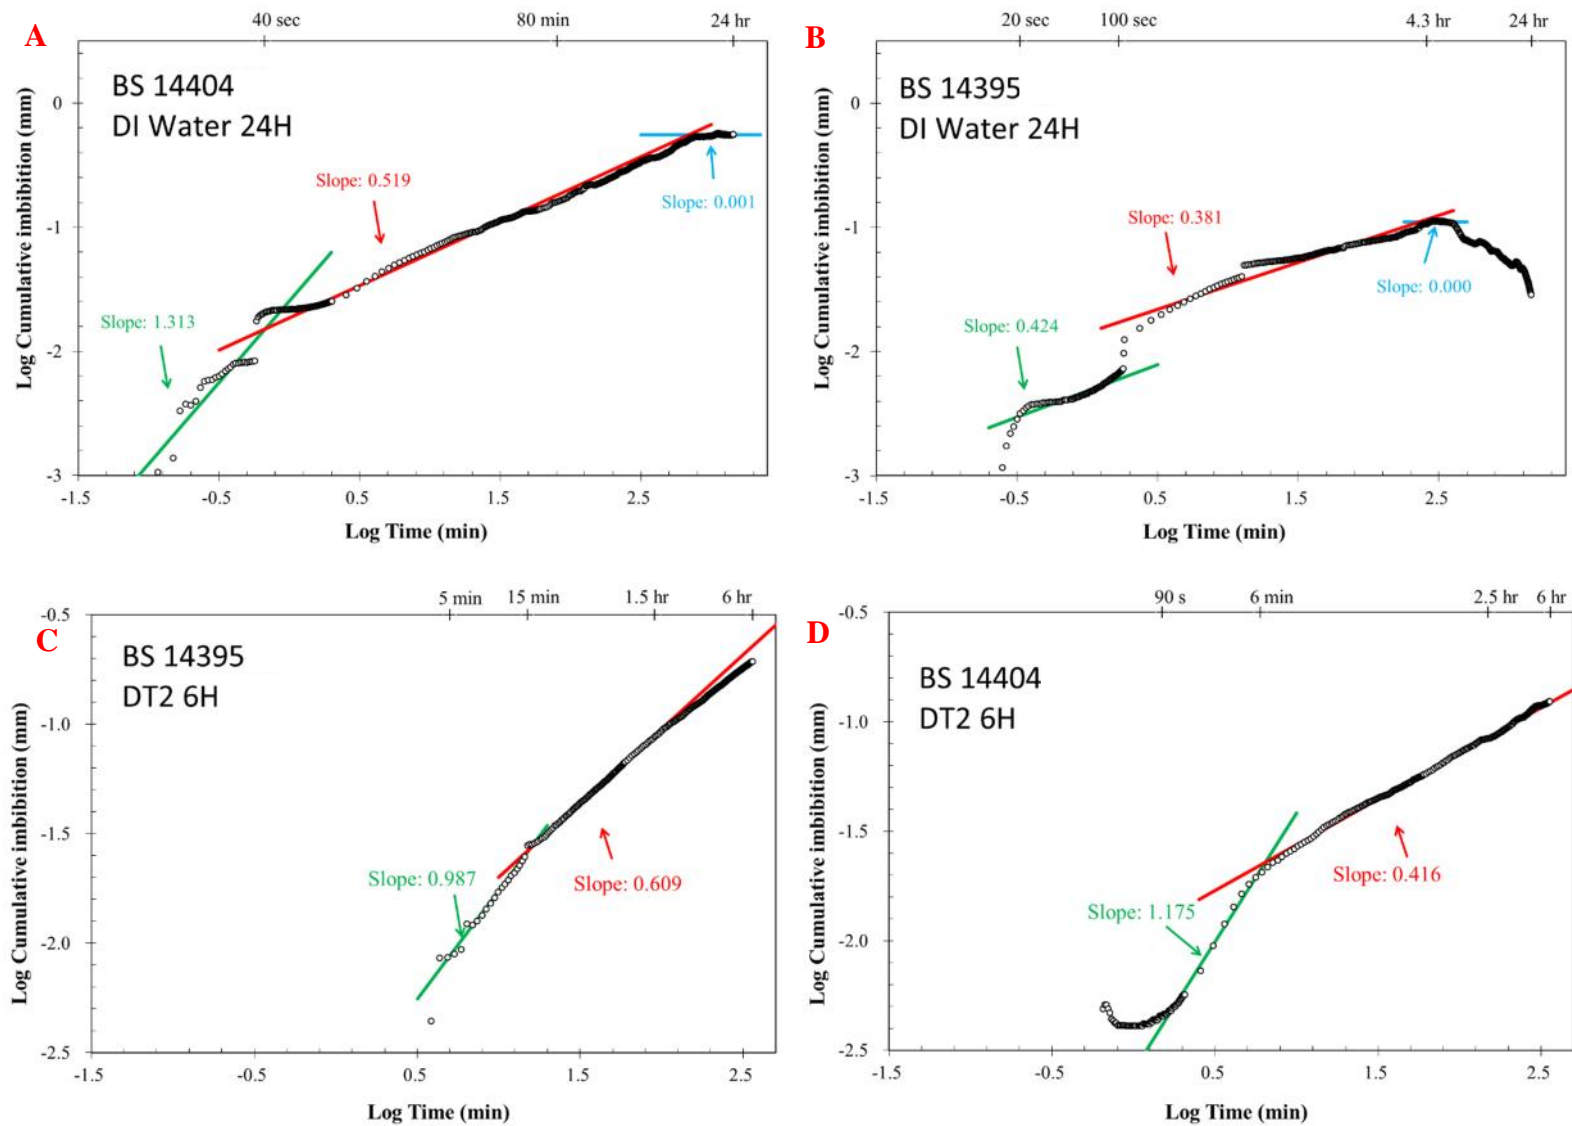 A
40 sec
80 min
24 hr
BS 14404
DI Water 24H
0
-1
-2
-3
Slope: 1.313
Slope: 0.519
Slope: 0.001
-1.5
-0.5
0.5
1.5
2.5
Log Time (min)
Log Cumulative imbibition (mm)
B
20 sec
100 sec
4.3 hr
24 hr
BS 14395
DI Water 24H
0
-1
-2
-3
Slope: 0.424
Slope: 0.381
Slope: 0.000
-1.5
-0.5
0.5
1.5
2.5
Log Time (min)
Log Cumulative imbibition (mm)
C
5 min
15 min
1.5 hr
6 hr
BS 14395
DT2 6H
-0.5
-1.0
-1.5
-2.0
-2.5
Slope: 0.987
Slope: 0.609
-1.5
-0.5
0.5
1.5
2.5
Log Time (min)
Log Cumulative imbibition (mm)
D
90 s
6 min
2.5 hr
6 hr
BS 14404
DT2 6H
-0.5
-1.0
-1.5
-2.0
-2.5
Slope: 1.175
Slope: 0.416
-1.5
-0.5
0.5
1.5
2.5
Log Time (min)
Log Cumulative imbibition (mm)